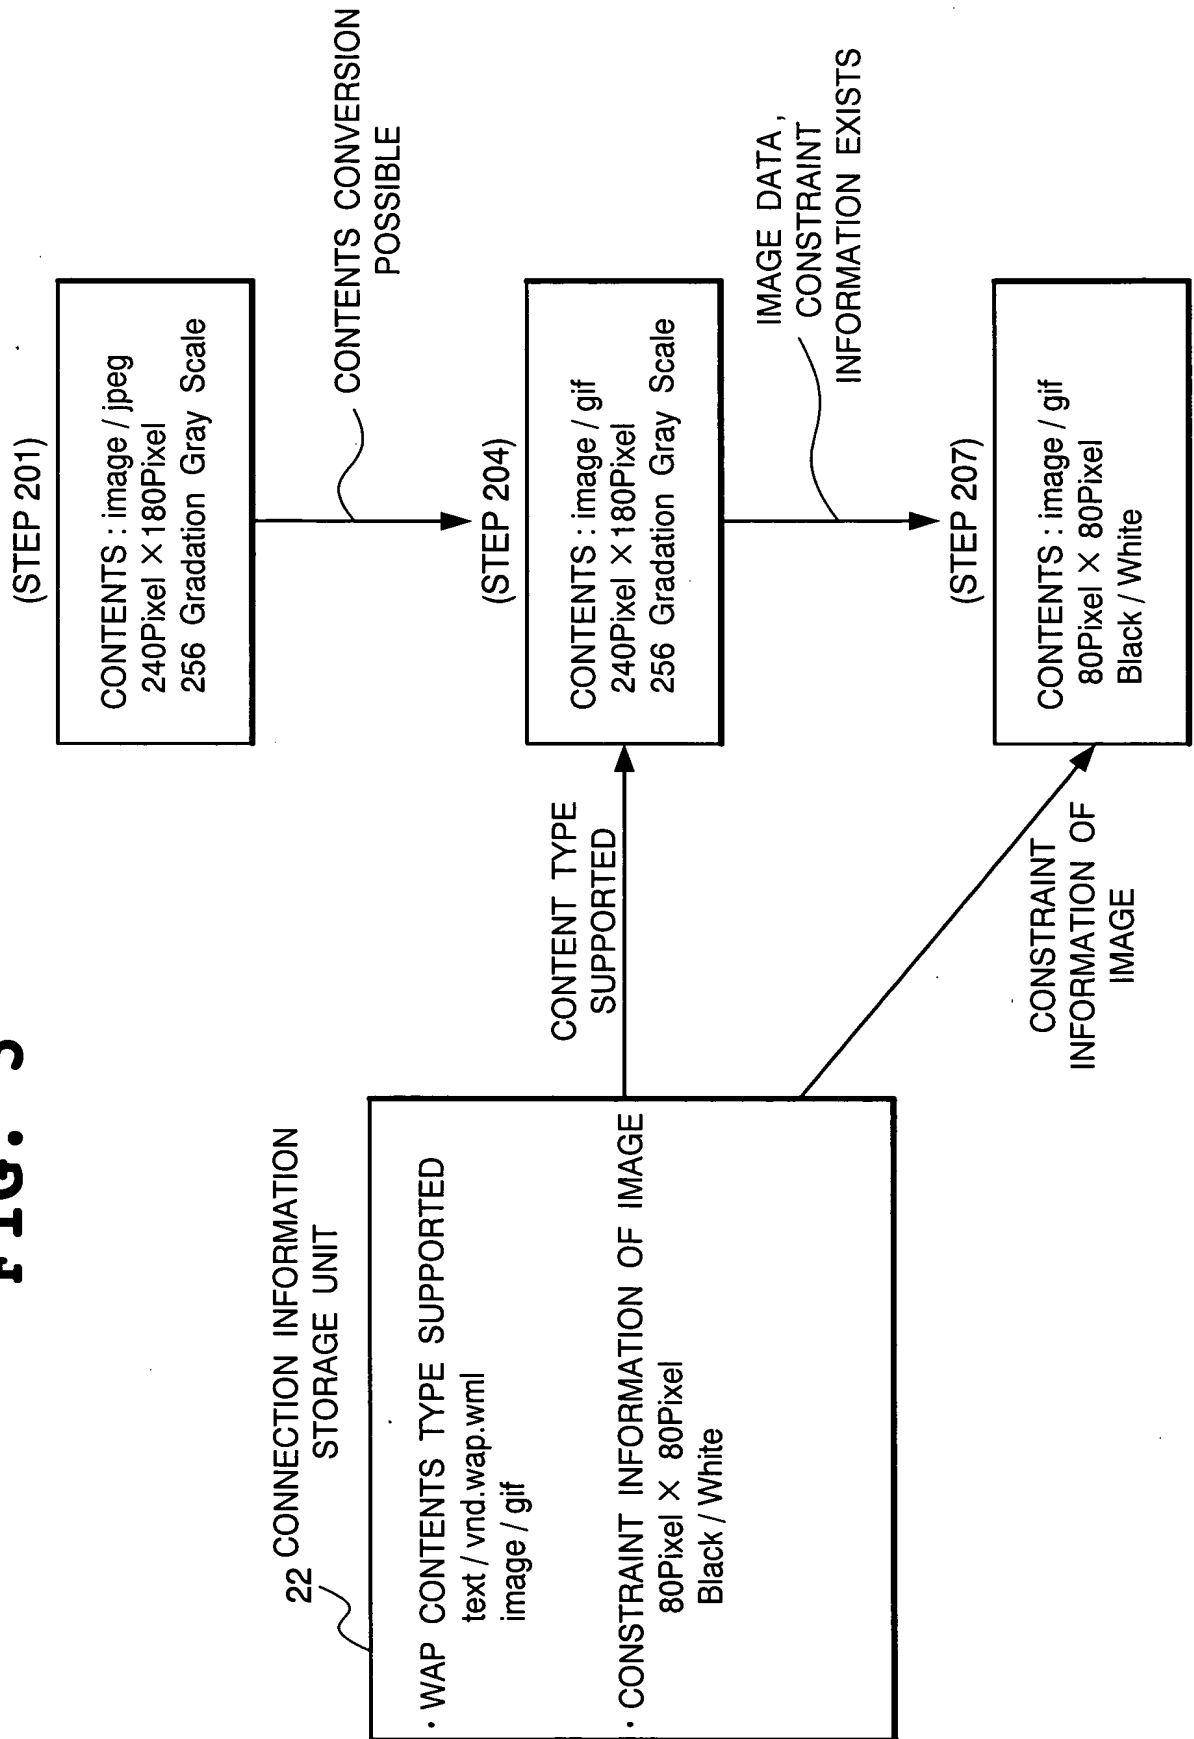 FIG.
(STEP 201)
CONTENTS : image / jpeg
240Pixel ×180Pixel
256 Gradation Gray Scale
CONTENTS CONVERSION
POSSIBLE
22
CONNECTION INFORMATION
STORAGE UNIT
· WAP CONTENTS TYPE SUPPORTED
text / vnd.wap.wml
image / gif
· CONSTRAINT INFORMATION OF IMAGE
80Pixel × 80Pixel
Black / White
CONTENT TYPE
SUPPORTED
(STEP 204)
CONTENTS : image / gif
240Pixel ×180Pixel
256 Gradation Gray Scale
IMAGE DATA,
CONSTRAINT
INFORMATION EXISTS
CONSTRAINT
INFORMATION OF
IMAGE
(STEP 207)
CONTENTS : image / gif
80Pixel × 80Pixel
Black / White